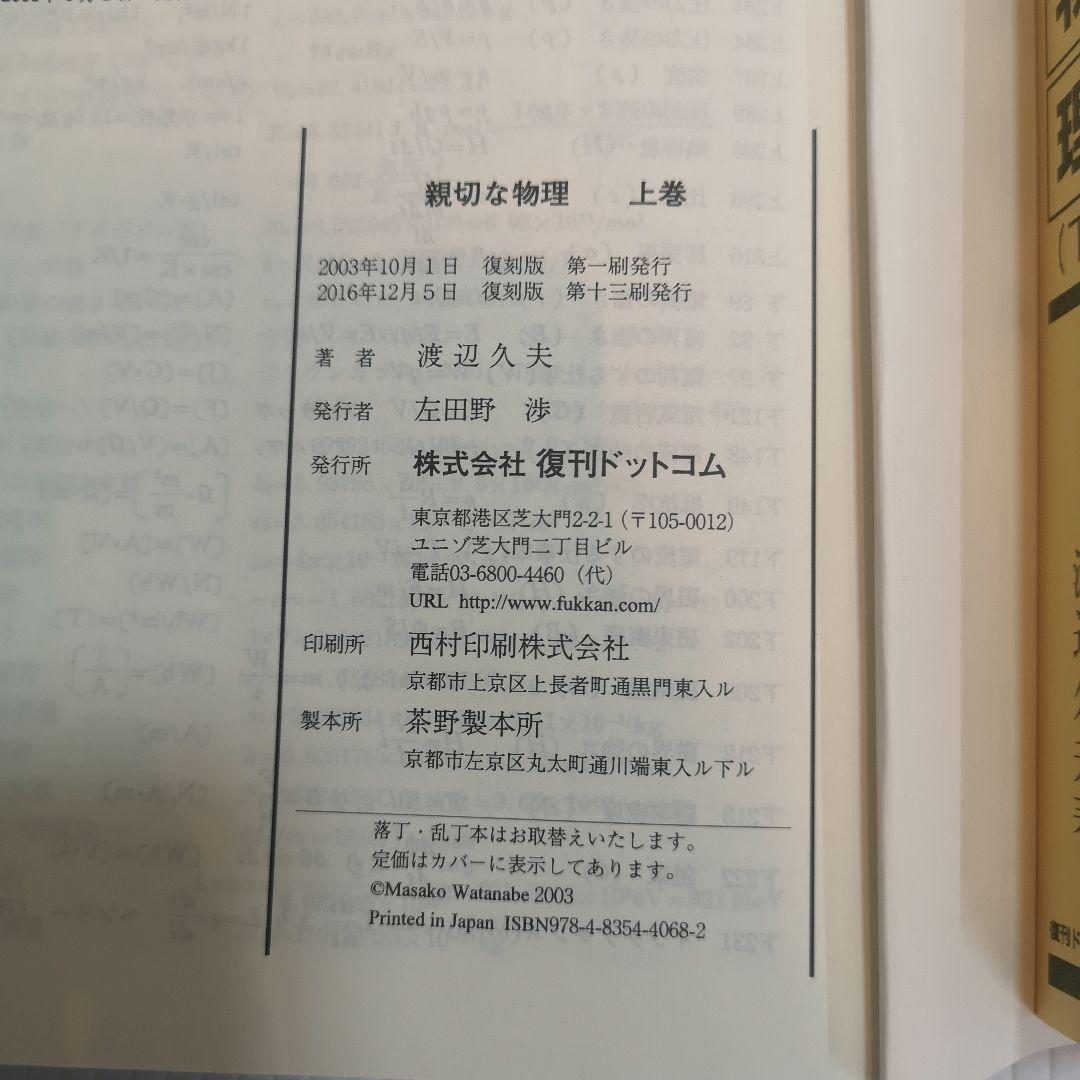 親切な物理 上巻
2003年10月1日 復刻版 第一刷発行
2016年12月5日 復刻版 第十三刷発行
著者 渡辺久夫
発行者 左田野 渉
発行所 株式会社 復刊ドットコム
東京都港区芝大門2-2-1(〒105-0012)
ユニゾ芝大門二丁目ビル
電話03-6800-4460(代)
URL http://www.fukkan.com/
印刷所 西村印刷株式会社
京都市上京区上長者町通黒門東入ル
製本所 茶野製本所
京都市左京区丸太町通川端東入ル下ル
落丁・乱丁本はお取替えいたします。
定価はカバーに表示してあります。
©Masako Watanabe 2003
Printed in Japan ISBN978-4-8354-4068-2
理